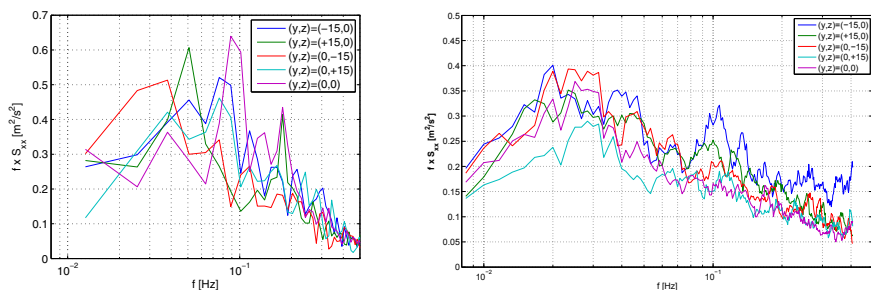 0.7
0.6
0.5
0.4
0.3
0.2
0.1
0
f x S_xx [m²/s²]
10⁻²
10⁻¹
f [Hz]
(y,z)=(−15,0)
(y,z)=(+15,0)
(y,z)=(0,−15)
(y,z)=(0,+15)
(y,z)=(0,0)
0.5
0.45
0.4
0.35
0.3
0.25
0.2
0.15
0.1
0.05
0
f x S_xx [m²/s²]
10⁻²
10⁻¹
f [Hz]
(y,z)=(−15,0)
(y,z)=(+15,0)
(y,z)=(0,−15)
(y,z)=(0,+15)
(y,z)=(0,0)